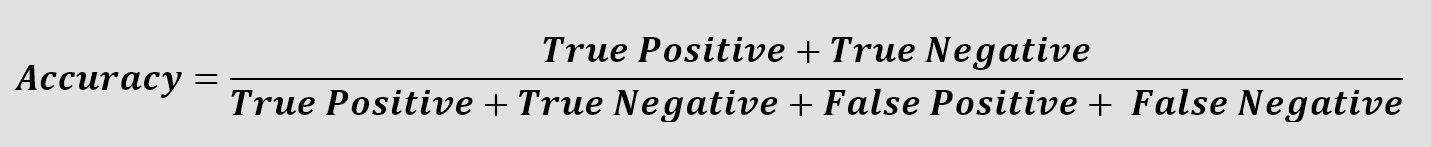 True Positive + True Negative
Accuracy =
True Positive + True Negative + False Positive + False Negative